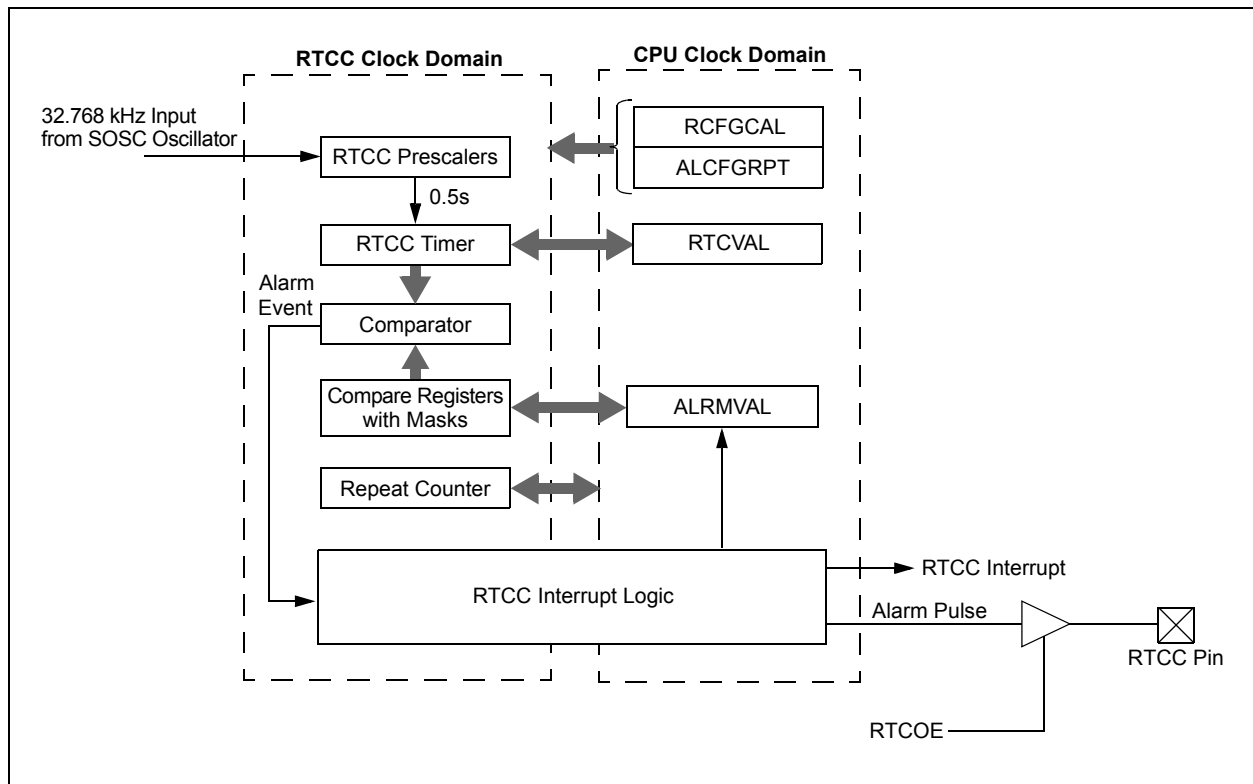 RTCC Clock Domain
CPU Clock Domain
32.768 kHz Input
from SOSC Oscillator
RTCC Prescalers
RCFGCAL
ALCFGRPT
0.5s
RTCC Timer
RTCVAL
Alarm
Event
Comparator
Compare Registers
with Masks
ALRMVAL
Repeat Counter
RTCC Interrupt Logic
RTCC Interrupt
Alarm Pulse
RTCC Pin
RTCOE